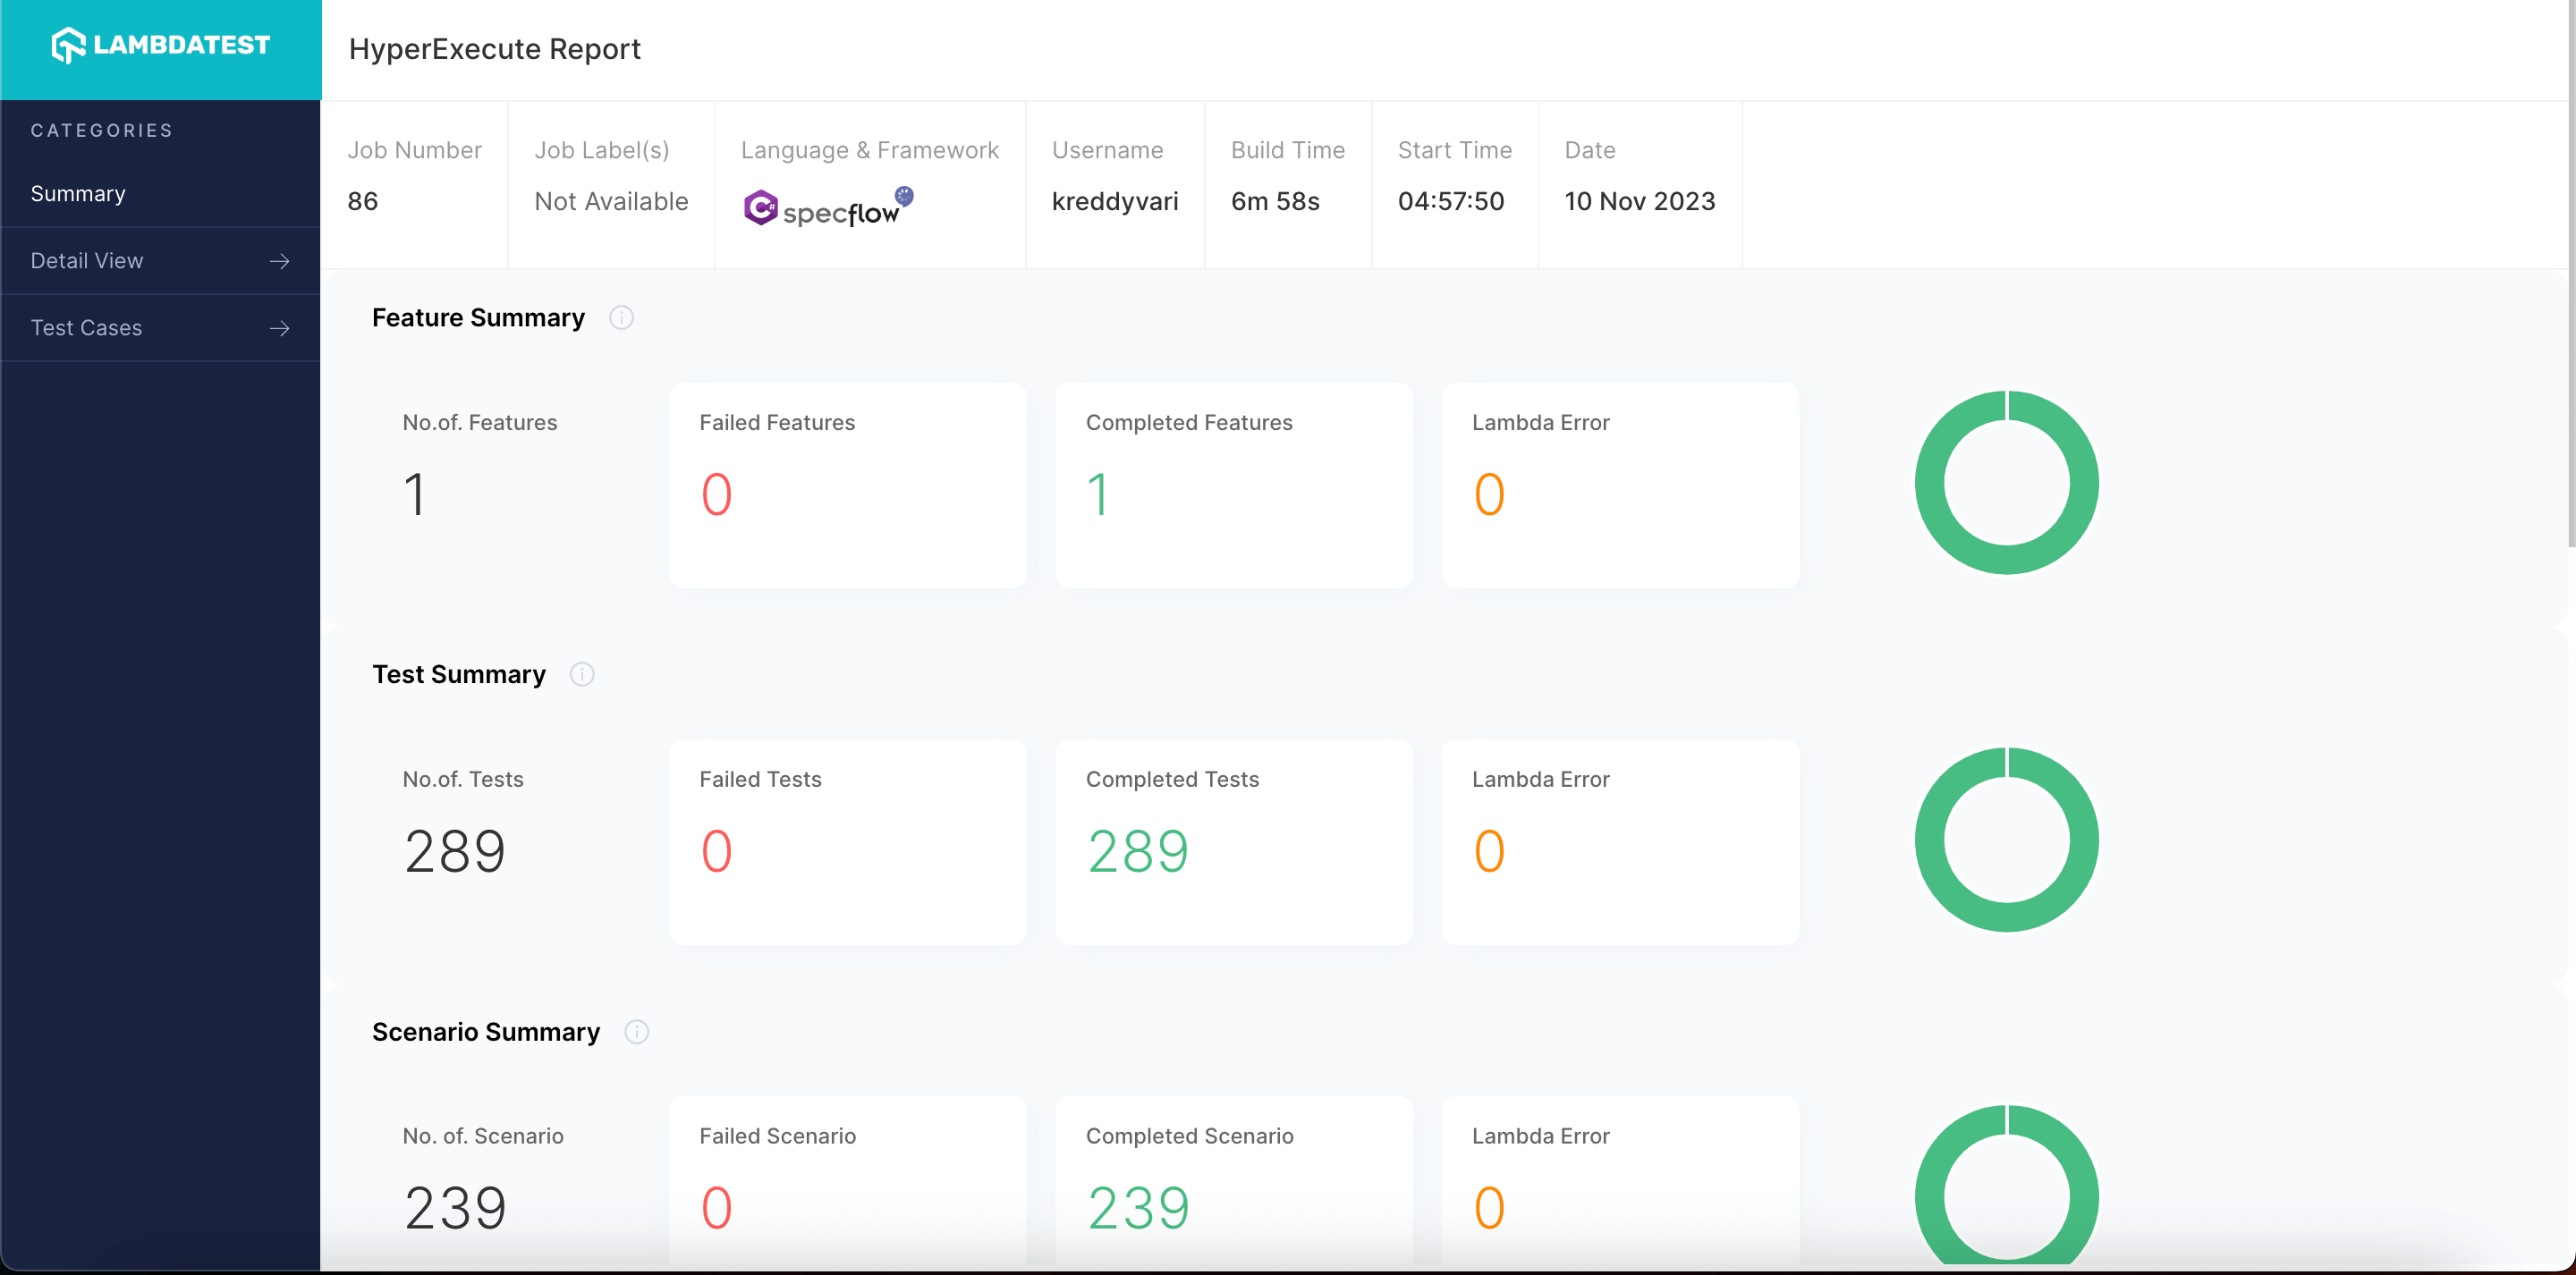 LAMBDATEST
HyperExecute Report
CATEGORIES
Summary
Detail View
Test Cases
Job Number
86
Job Label(s)
Not Available
Language & Framework
C# specflow
Username
kreddyvari
Build Time
6m 58s
Start Time
04:57:50
Date
10 Nov 2023
Feature Summary
No.of. Features
1
Failed Features
0
Completed Features
1
Lambda Error
0
Test Summary
No.of. Tests
289
Failed Tests
0
Completed Tests
289
Lambda Error
0
Scenario Summary
No. of. Scenario
239
Failed Scenario
0
Completed Scenario
239
Lambda Error
0